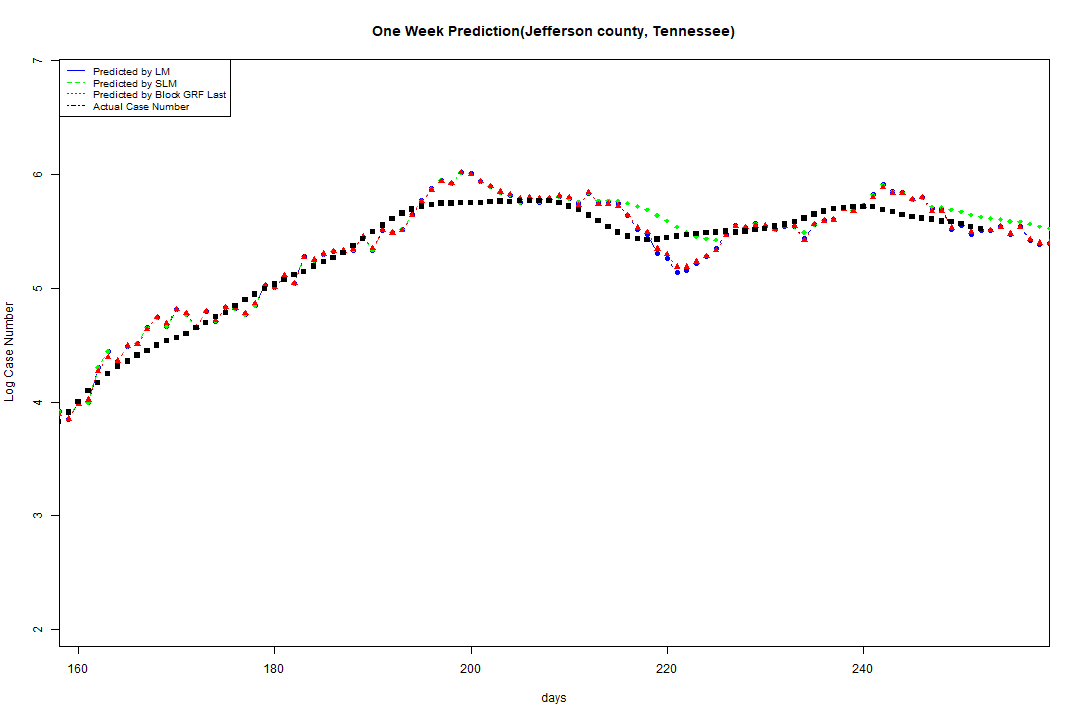 One Week Prediction(Jefferson county, Tennessee)
Predicted by LM
Predicted by SLM
Predicted by Block GRF Last
Actual Case Number
7
6
5
4
3
2
Log Case Number
160 180 200 220 240
days